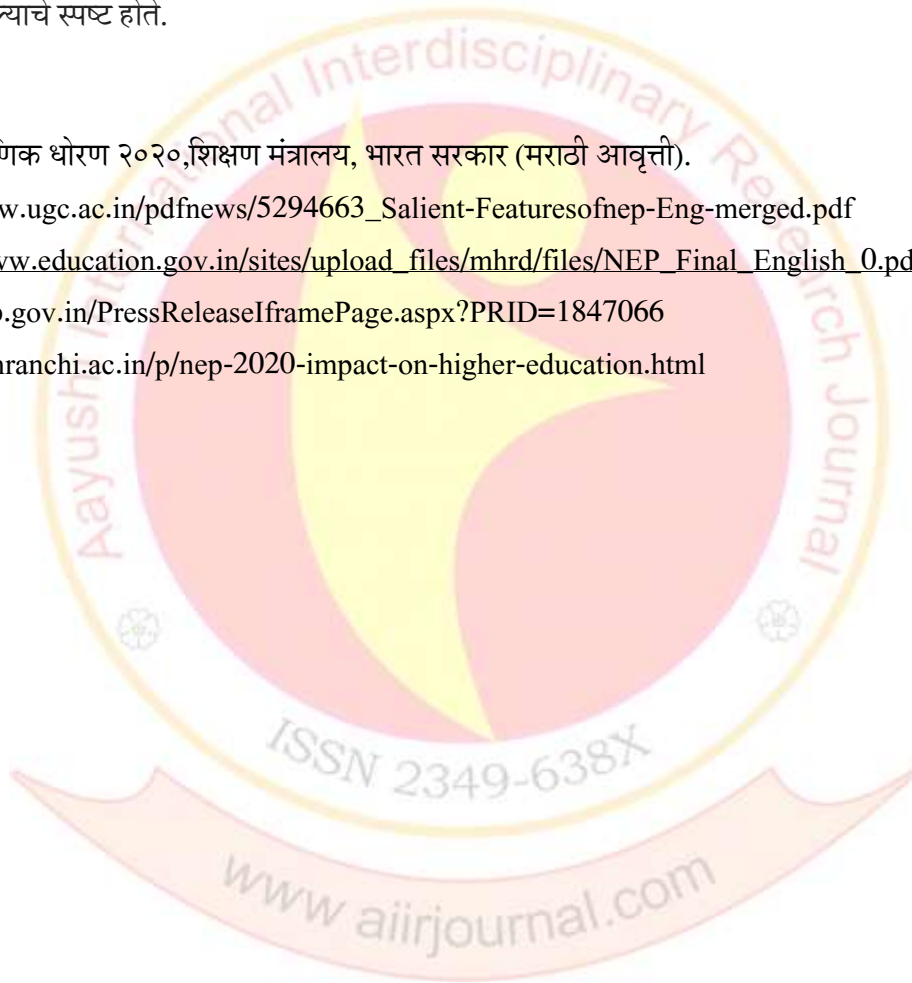 ल्याचे स्पष्ट होते.
णिक धोरण २०२०,शिक्षण मंत्रालय, भारत सरकार (मराठी आवृत्ती).
w.ugc.ac.in/pdfnews/5294663_Salient-Featuresofnep-Eng-merged.pdf
ww.education.gov.in/sites/upload_files/mhrd/files/NEP_Final_English_0.pd
o.gov.in/PressReleaseIframePage.aspx?PRID=1847066
nranchi.ac.in/p/nep-2020-impact-on-higher-education.html
Aayushi International Interdisciplinary Research Journal
ISSN 2349-638X
www aiirjournal.com